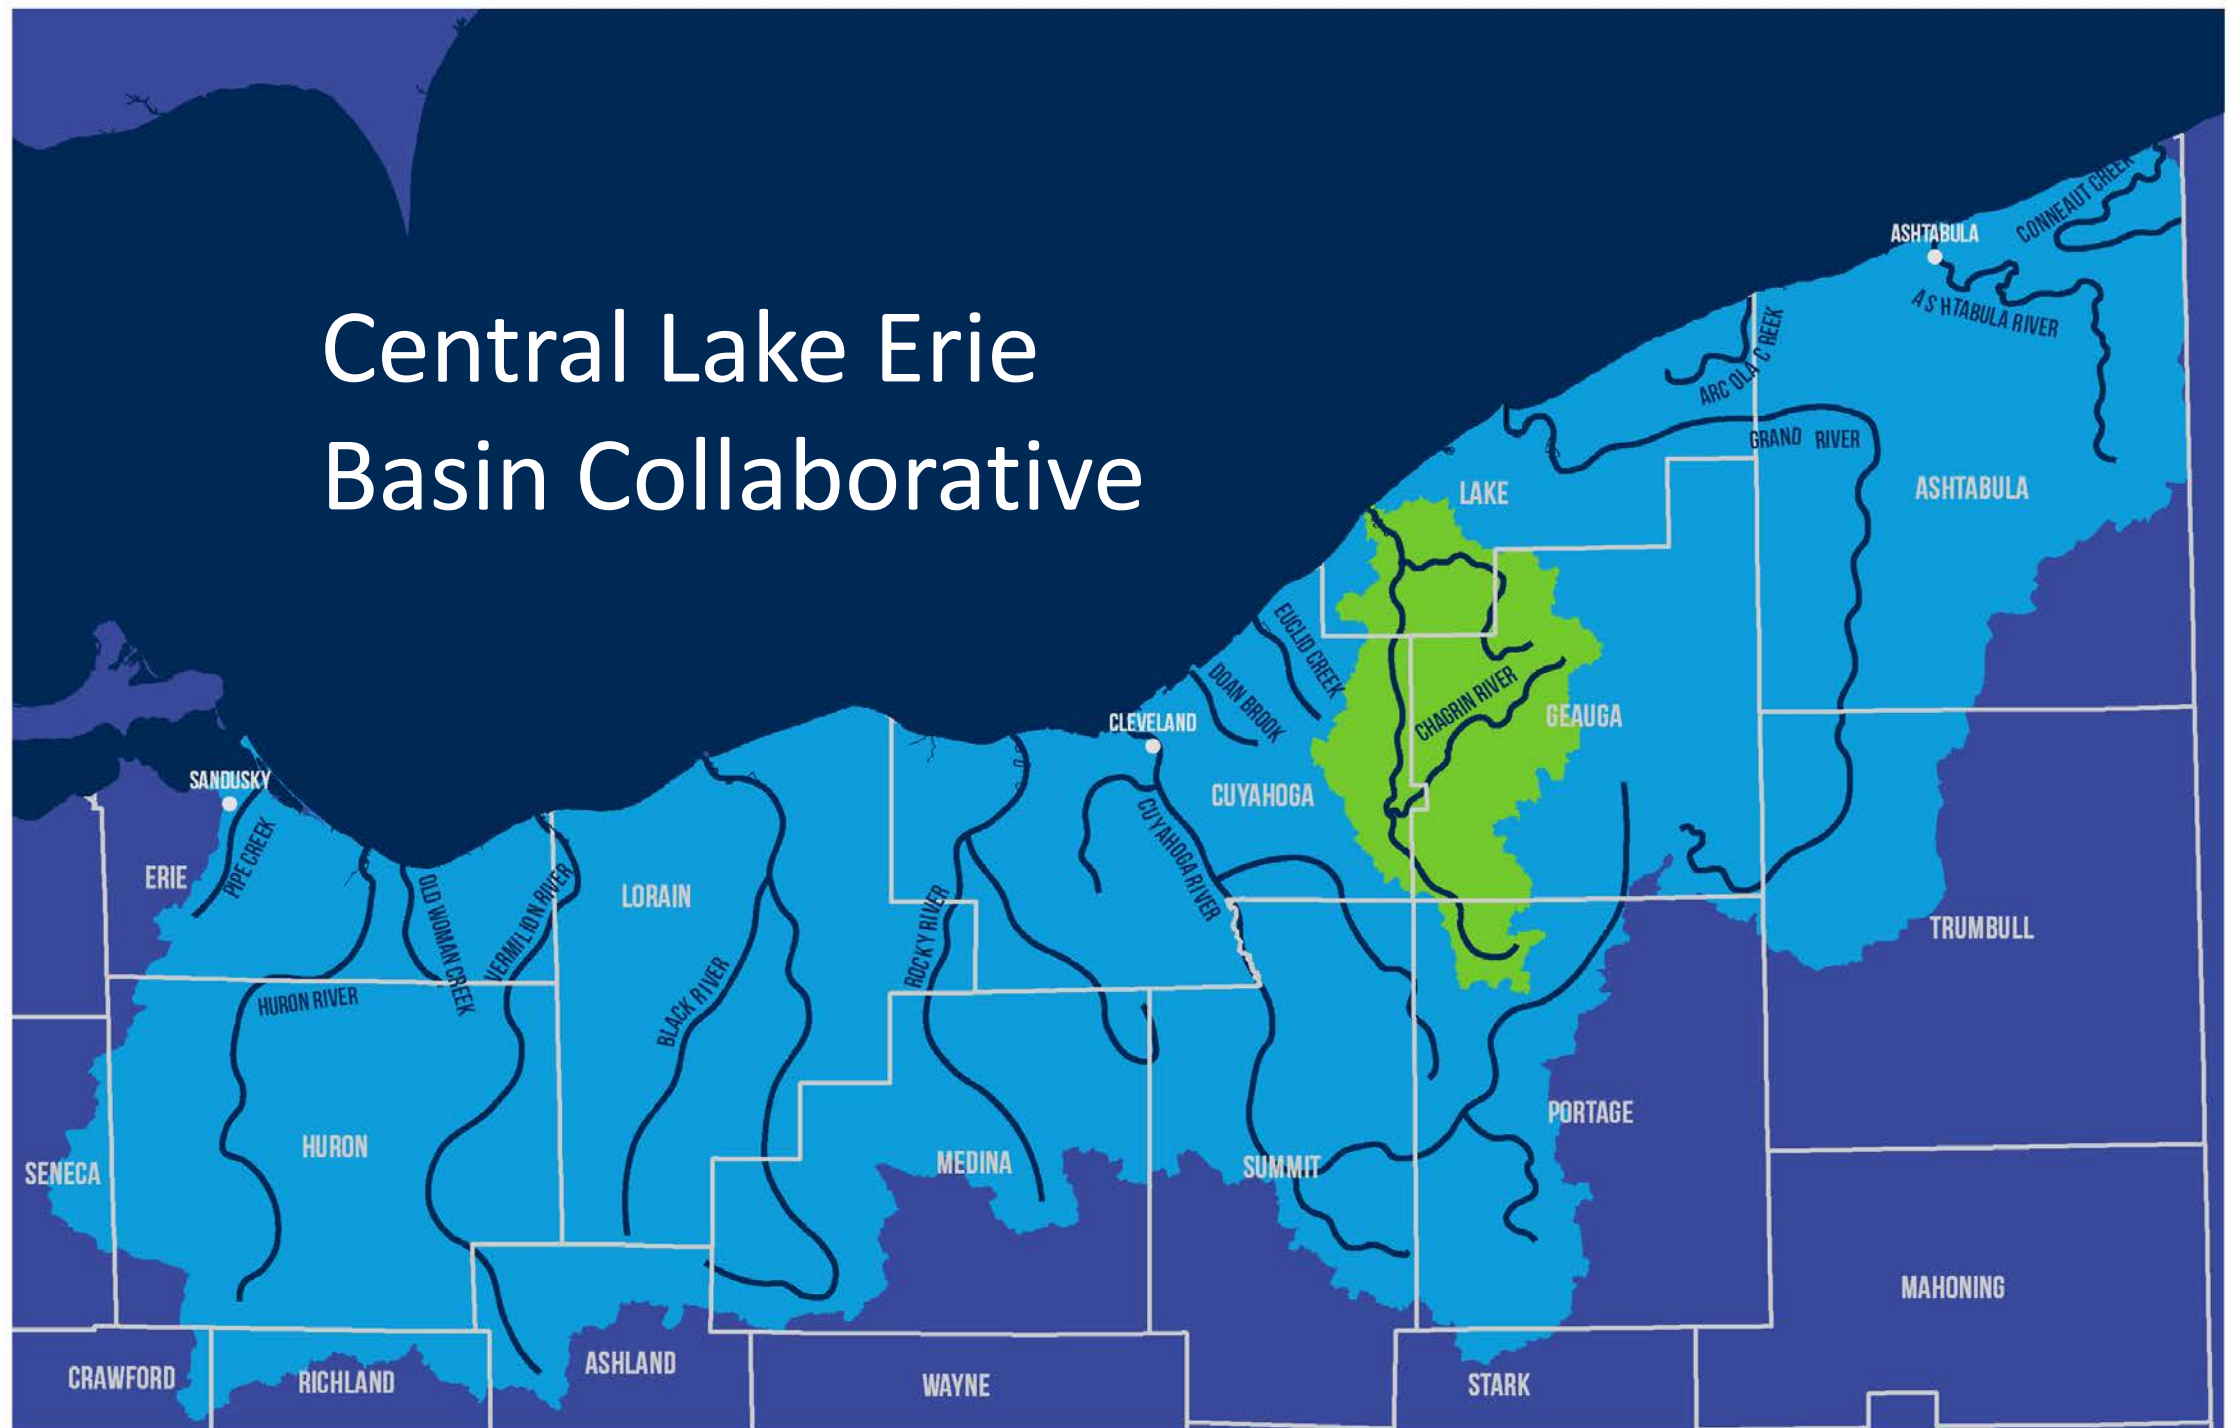 Central Lake Erie
Basin Collaborative
CONNEAUT CREEK
ASHTABULA
ASHTABULA RIVER
ARCOLA CREEK
GRAND RIVER
LAKE
ASHTABULA
EUCLID CREEK
DOAN BROOK
CHAGRIN RIVER
GEAUGA
CLEVELAND
SANDUSKY
CUYAHOGA
CUYAHOGA RIVER
PIPE CREEK
ERIE
OLD WOMAN CREEK
VERMILION RIVER
LORAIN
ROCKY RIVER
TRUMBULL
BLACK RIVER
HURON RIVER
PORTAGE
HURON
MEDINA
SUMMIT
SENECA
MAHONING
CRAWFORD
RICHLAND
ASHLAND
WAYNE
STARK